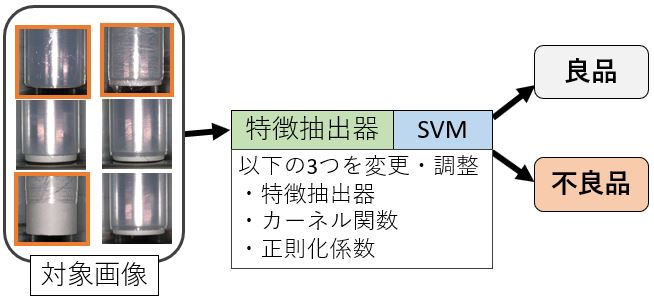 対象画像
特徴抽出器
SVM
以下の3つを変更・調整
・特徴抽出器
・カーネル関数
・正則化係数
良品
不良品